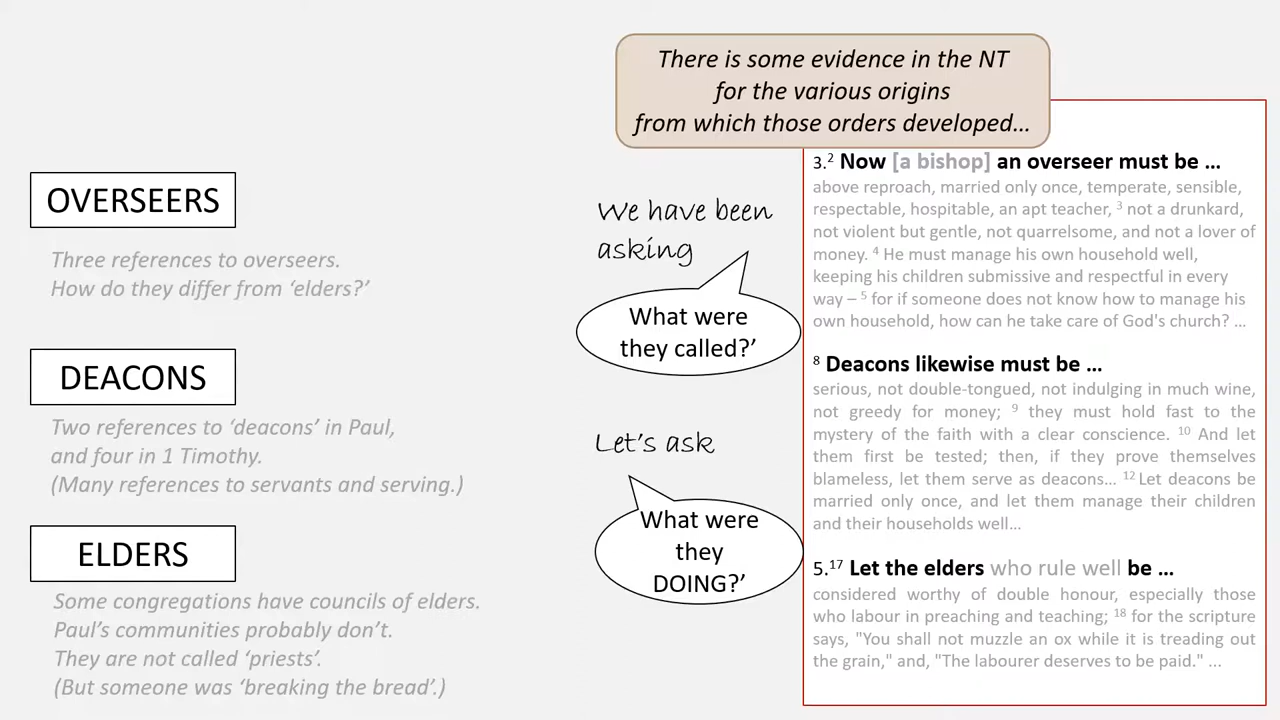 There is some evidence in the NT
for the various origins
from which those orders developed...
OVERSEERS
Three references to overseers.
How do they differ from ‘elders?’
DEACONS
Two references to ‘deacons’ in Paul,
and four in 1 Timothy.
(Many references to servants and serving.)
ELDERS
Some congregations have councils of elders.
Paul’s communities probably don’t.
They are not called ‘priests’.
(But someone was ‘breaking the bread’.)
We have been
asking
What were
they called?’
Let’s ask
What were
they
DOING?’
3.² Now [a bishop] an overseer must be ...
above reproach, married only once, temperate, sensible,
respectable, hospitable, an apt teacher, ³ not a drunkard,
not violent but gentle, not quarrelsome, and not a lover of
money. ⁴ He must manage his own household well,
keeping his children submissive and respectful in every
way – ⁵ for if someone does not know how to manage his
own household, how can he take care of God's church? ...
⁸ Deacons likewise must be ...
serious, not double-tongued, not indulging in much wine,
not greedy for money; ⁹ they must hold fast to the
mystery of the faith with a clear conscience. ¹⁰ And let
them first be tested; then, if they prove themselves
blameless, let them serve as deacons... ¹² Let deacons be
married only once, and let them manage their children
and their households well...
5.¹⁷ Let the elders who rule well be ...
considered worthy of double honour, especially those
who labour in preaching and teaching; ¹⁸ for the scripture
says, "You shall not muzzle an ox while it is treading out
the grain," and, "The labourer deserves to be paid." ...